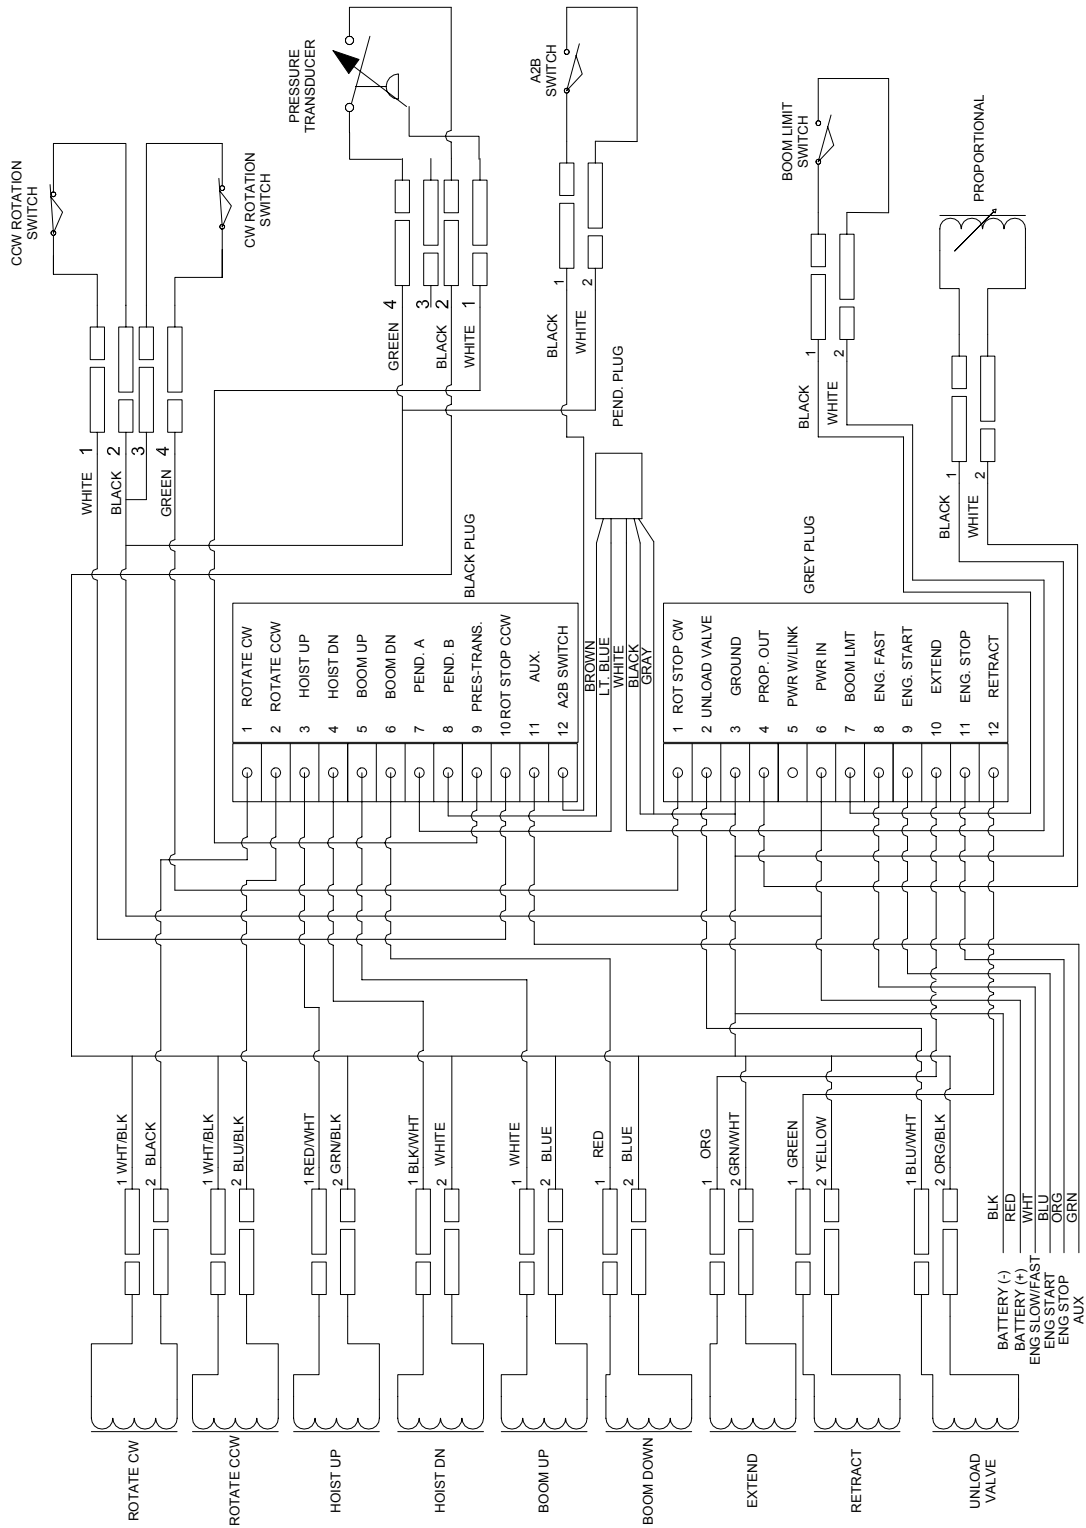 CCW ROTATION
SWITCH
CW ROTATION
SWITCH
WHITE 1
BLACK 2
3
GREEN 4
PRESSURE
TRANSDUCER
GREEN 4
3
BLACK 2
WHITE 1
A2B
SWITCH
BLACK 1
WHITE 2
BOOM LIMIT
SWITCH
BLACK 1
WHITE 2
PROPORTIONAL
BLACK 1
WHITE 2
PEND. PLUG
BROWN
LT. BLUE
WHITE
BLACK
GRAY
BLACK PLUG
1 ROTATE CW
2 ROTATE CCW
3 HOIST UP
4 HOIST DN
5 BOOM UP
6 BOOM DN
7 PEND. A
8 PEND. B
9 PRES-TRANS.
10 ROT STOP CCW
11 AUX.
12 A2B SWITCH
GREY PLUG
1 ROT STOP CW
2 UNLOAD VALVE
3 GROUND
4 PROP. OUT
5 PWR W/LINK
6 PWR IN
7 BOOM LMT
8 ENG. FAST
9 ENG. START
10 EXTEND
11 ENG. STOP
12 RETRACT
1 WHT/BLK
2 BLACK
1 WHT/BLK
2 BLU/BLK
1 RED/WHT
2 GRN/BLK
1 BLK/WHT
2 WHITE
1 WHITE
2 BLUE
1 RED
2 BLUE
1 ORG
2 GRN/WHT
1 GREEN
2 YELLOW
1 BLU/WHT
2 ORG/BLK
BATTERY (-) BLK
BATTERY (+) RED
ENG SLOW/FAST WHT
ENG START BLU
ENG STOP ORG
AUX GRN
ROTATE CW
ROTATE CCW
HOIST UP
HOIST DN
BOOM UP
BOOM DOWN
EXTEND
RETRACT
UNLOAD
VALVE